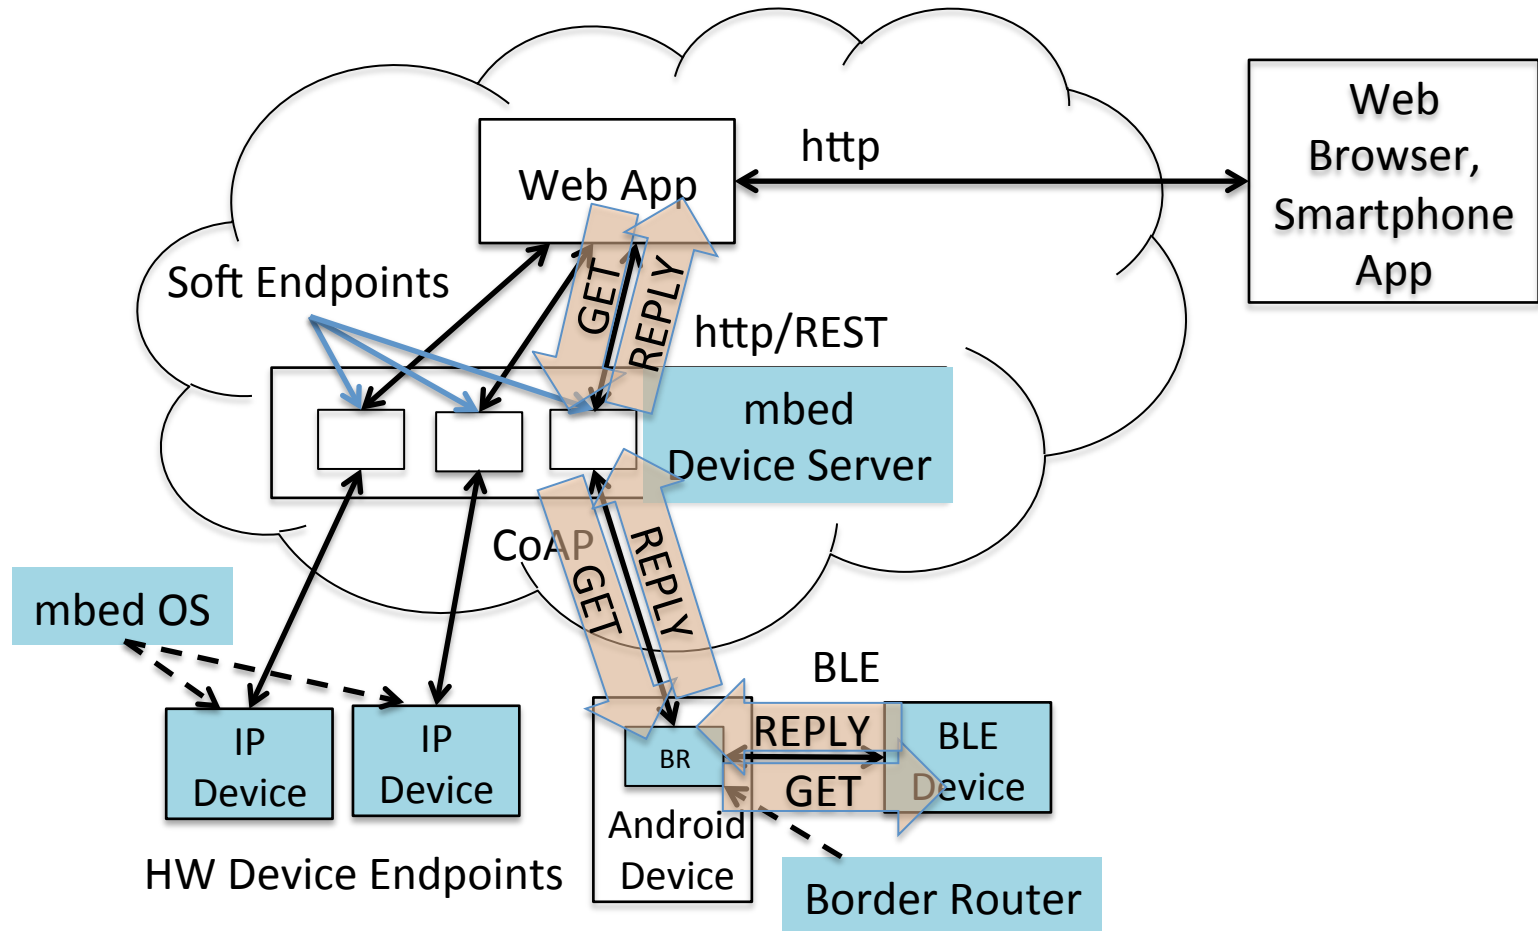 Web
Browser,
Smartphone
App
http
Web App
Soft Endpoints
GET
REPLY
http/REST
mbed
Device Server
CoAP
GET
REPLY
mbed OS
BLE
IP
Device
IP
Device
BR
REPLY
GET
BLE
Device
Android
Device
HW Device Endpoints
Border Router